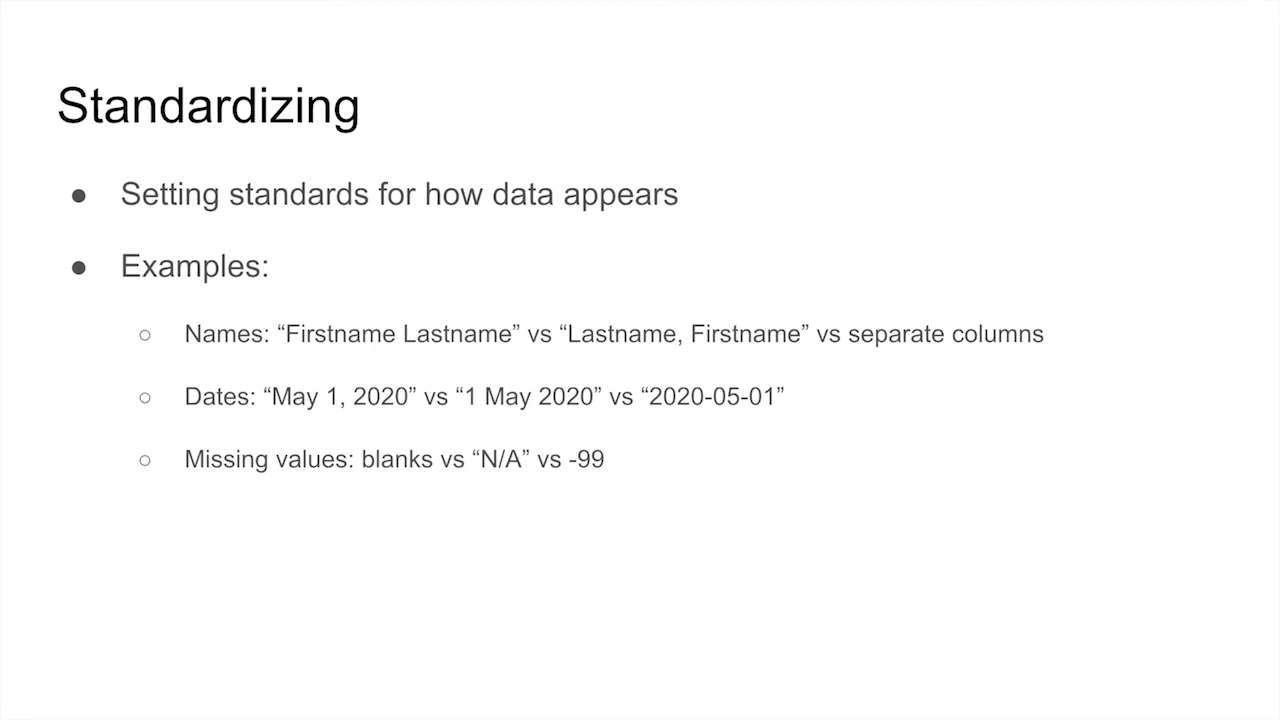 Standardizing
● Setting standards for how data appears
● Examples:
○ Names: “Firstname Lastname” vs “Lastname, Firstname” vs separate columns
○ Dates: “May 1, 2020” vs “1 May 2020” vs “2020-05-01”
○ Missing values: blanks vs “N/A” vs -99